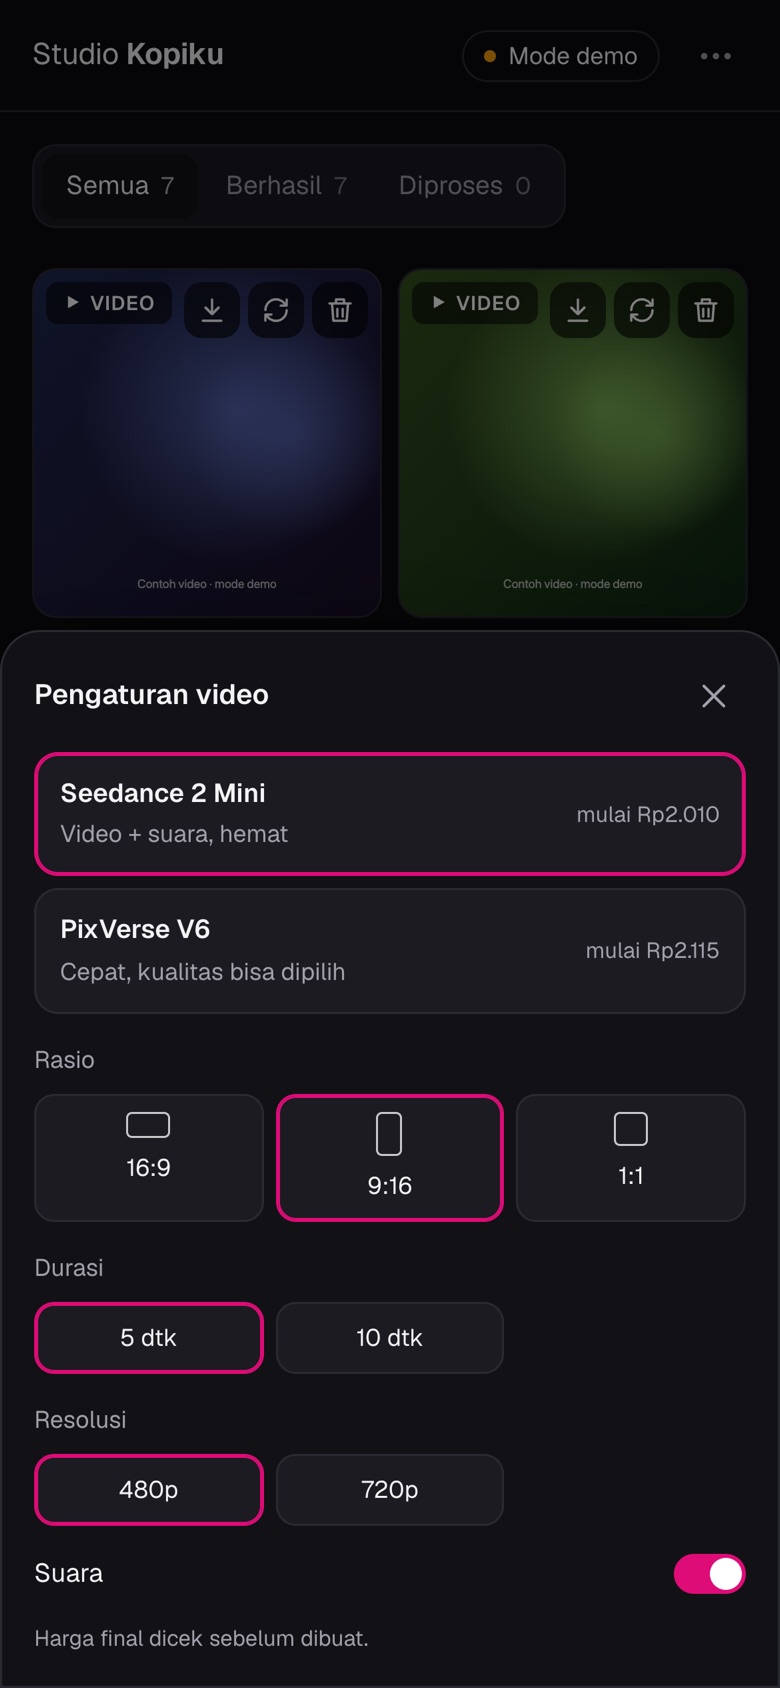 Studio Kopiku
Mode demo
Semua 7 Berhasil 7 Diproses 0
VIDEO
VIDEO
Contoh video · mode demo
Contoh video · mode demo
Pengaturan video
Seedance 2 Mini
Video + suara, hemat
mulai Rp2.010
PixVerse V6
Cepat, kualitas bisa dipilih
mulai Rp2.115
Rasio
16:9
9:16
1:1
Durasi
5 dtk
10 dtk
Resolusi
480p
720p
Suara
Harga final dicek sebelum dibuat.